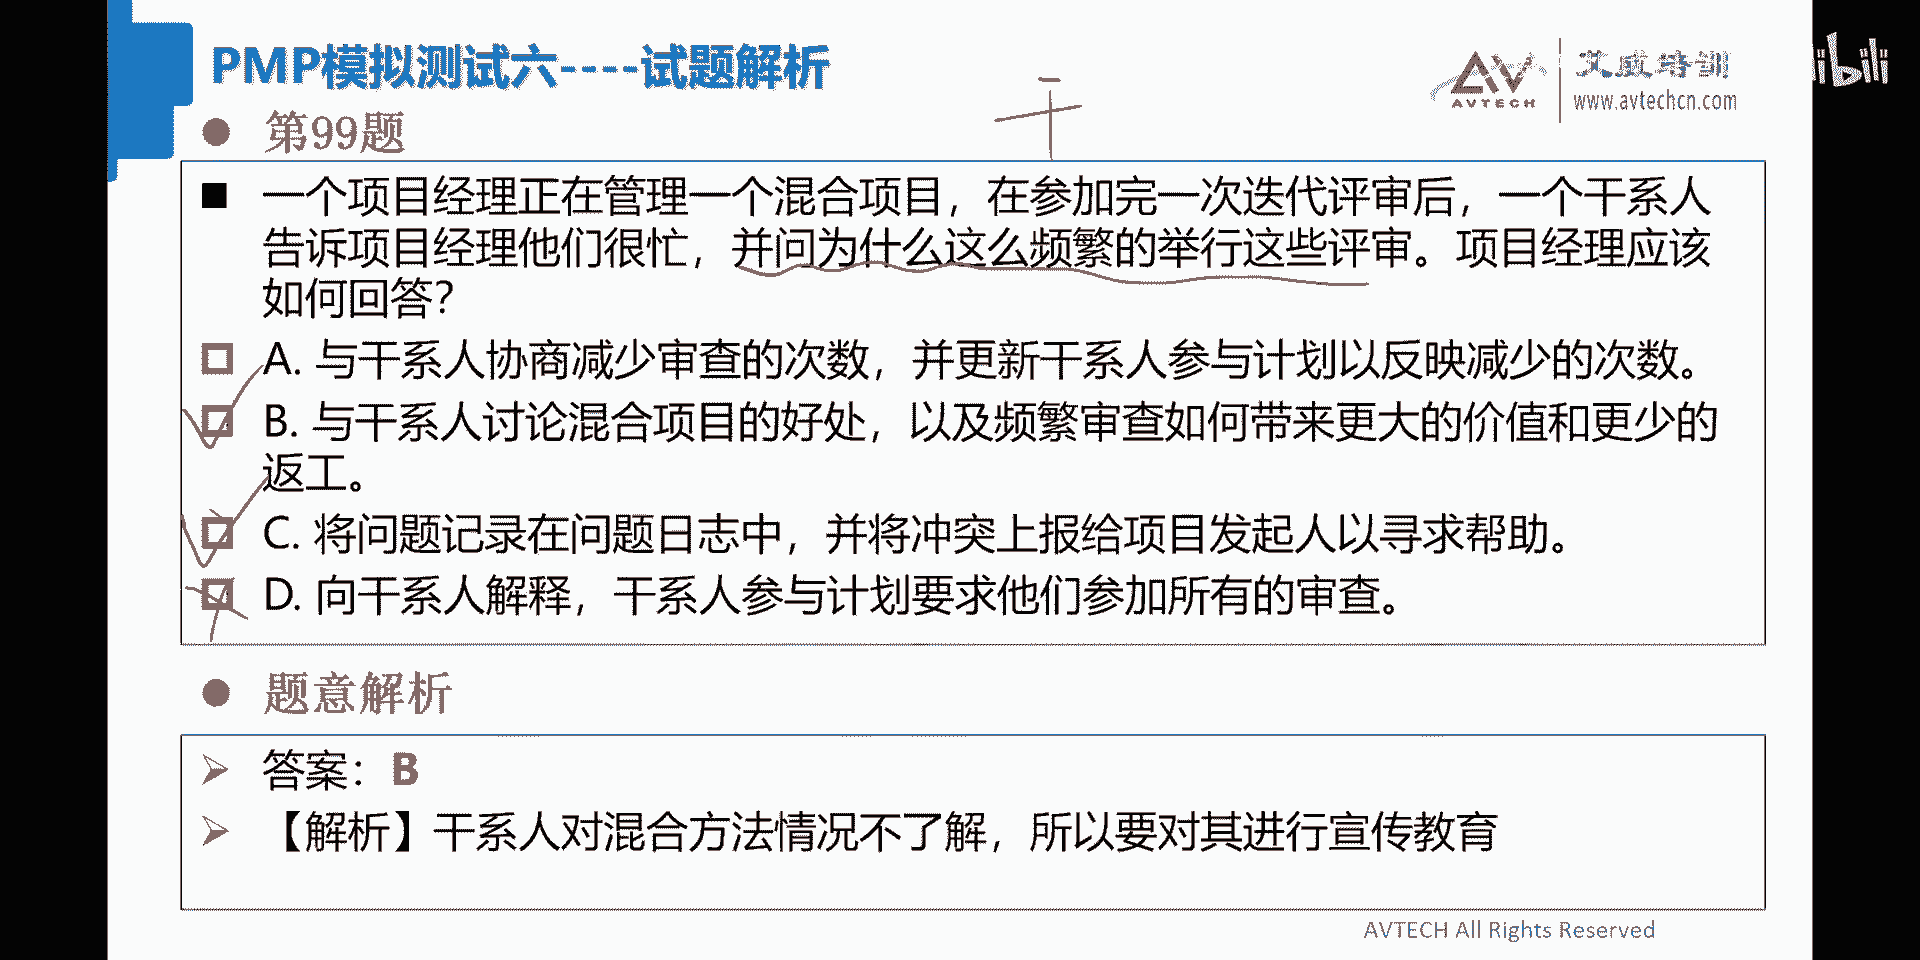 PMP模拟测试六----试题解析
AVTECH
艾威培训
www.avtechcn.com
第99题
一个项目经理正在管理一个混合项目，在参加完一次迭代评审后，一个干系人
告诉项目经理他们很忙，并问为什么这么频繁的举行这些评审。项目经理应该
如何回答？
A. 与干系人协商减少审查的次数，并更新干系人参与计划以反映减少的次数。
B. 与干系人讨论混合项目的好处，以及频繁审查如何带来更大的价值和更少的
返工。
C. 将问题记录在问题日志中，并将冲突上报给项目发起人以寻求帮助。
D. 向干系人解释，干系人参与计划要求他们参加所有的审查。
题意解析
答案：B
【解析】干系人对混合方法情况不了解，所以要对其进行宣传教育
AVTECH All Rights Reserved